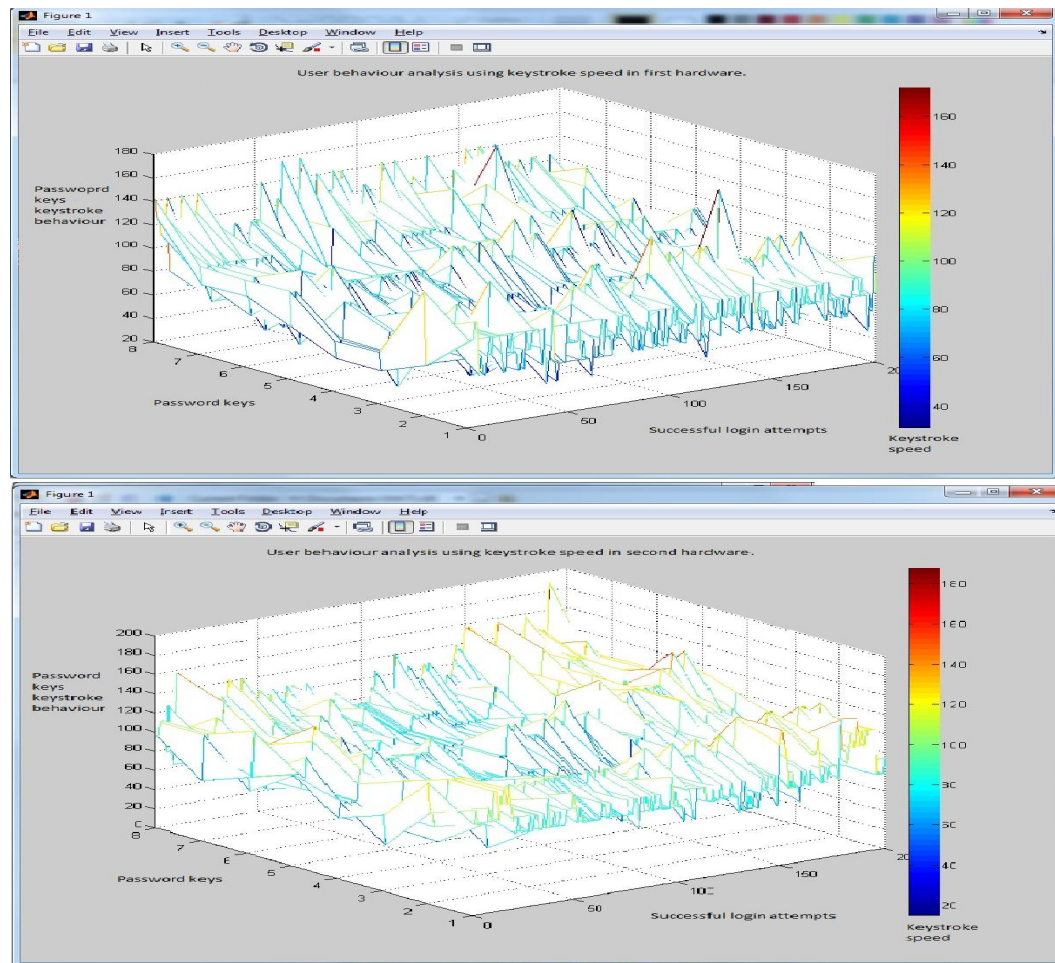 Figure 1
File Edit View Insert Tools Desktop Window Help
User behaviour analysis using keystroke speed in first hardware.
180
160
140
120
100
80
60
40
20
Passwoprd
keys
keystroke
behaviour
8
7
6
5
4
3
2
1
Password keys
0
50
100
150
20
Successful login attempts
160
140
120
100
80
60
40
Keystroke
speed
Figure 1
File Edit View Insert Tools Desktop Window Help
User behaviour analysis using keystroke speed in second hardware.
200
180
160
140
120
100
80
60
40
20
Password
keys
keystroke
behaviour
8
7
5
4
3
2
1
Password keys
0
50
150
20
Successful login attempts
140
120
Keystroke
speed